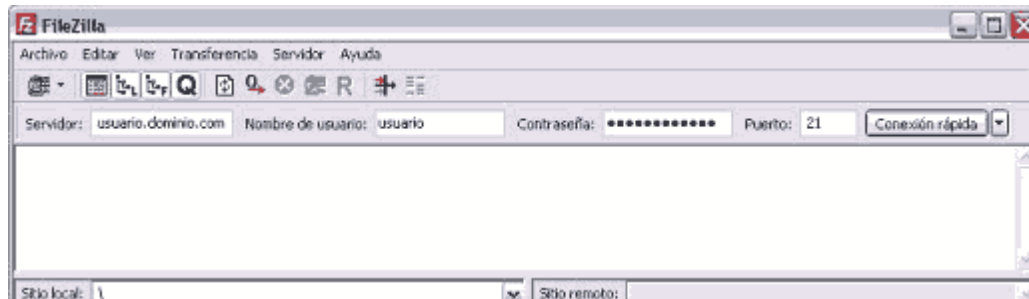 FileZilla
Archivo Editar Ver Transferencia Servidor Ayuda
Servidor: usuario.dominio.com Nombre de usuario: usuario Contraseña: •••••••••••• Puerto: 21 Conexión rápida
Sitio local: \ Sitio remoto: